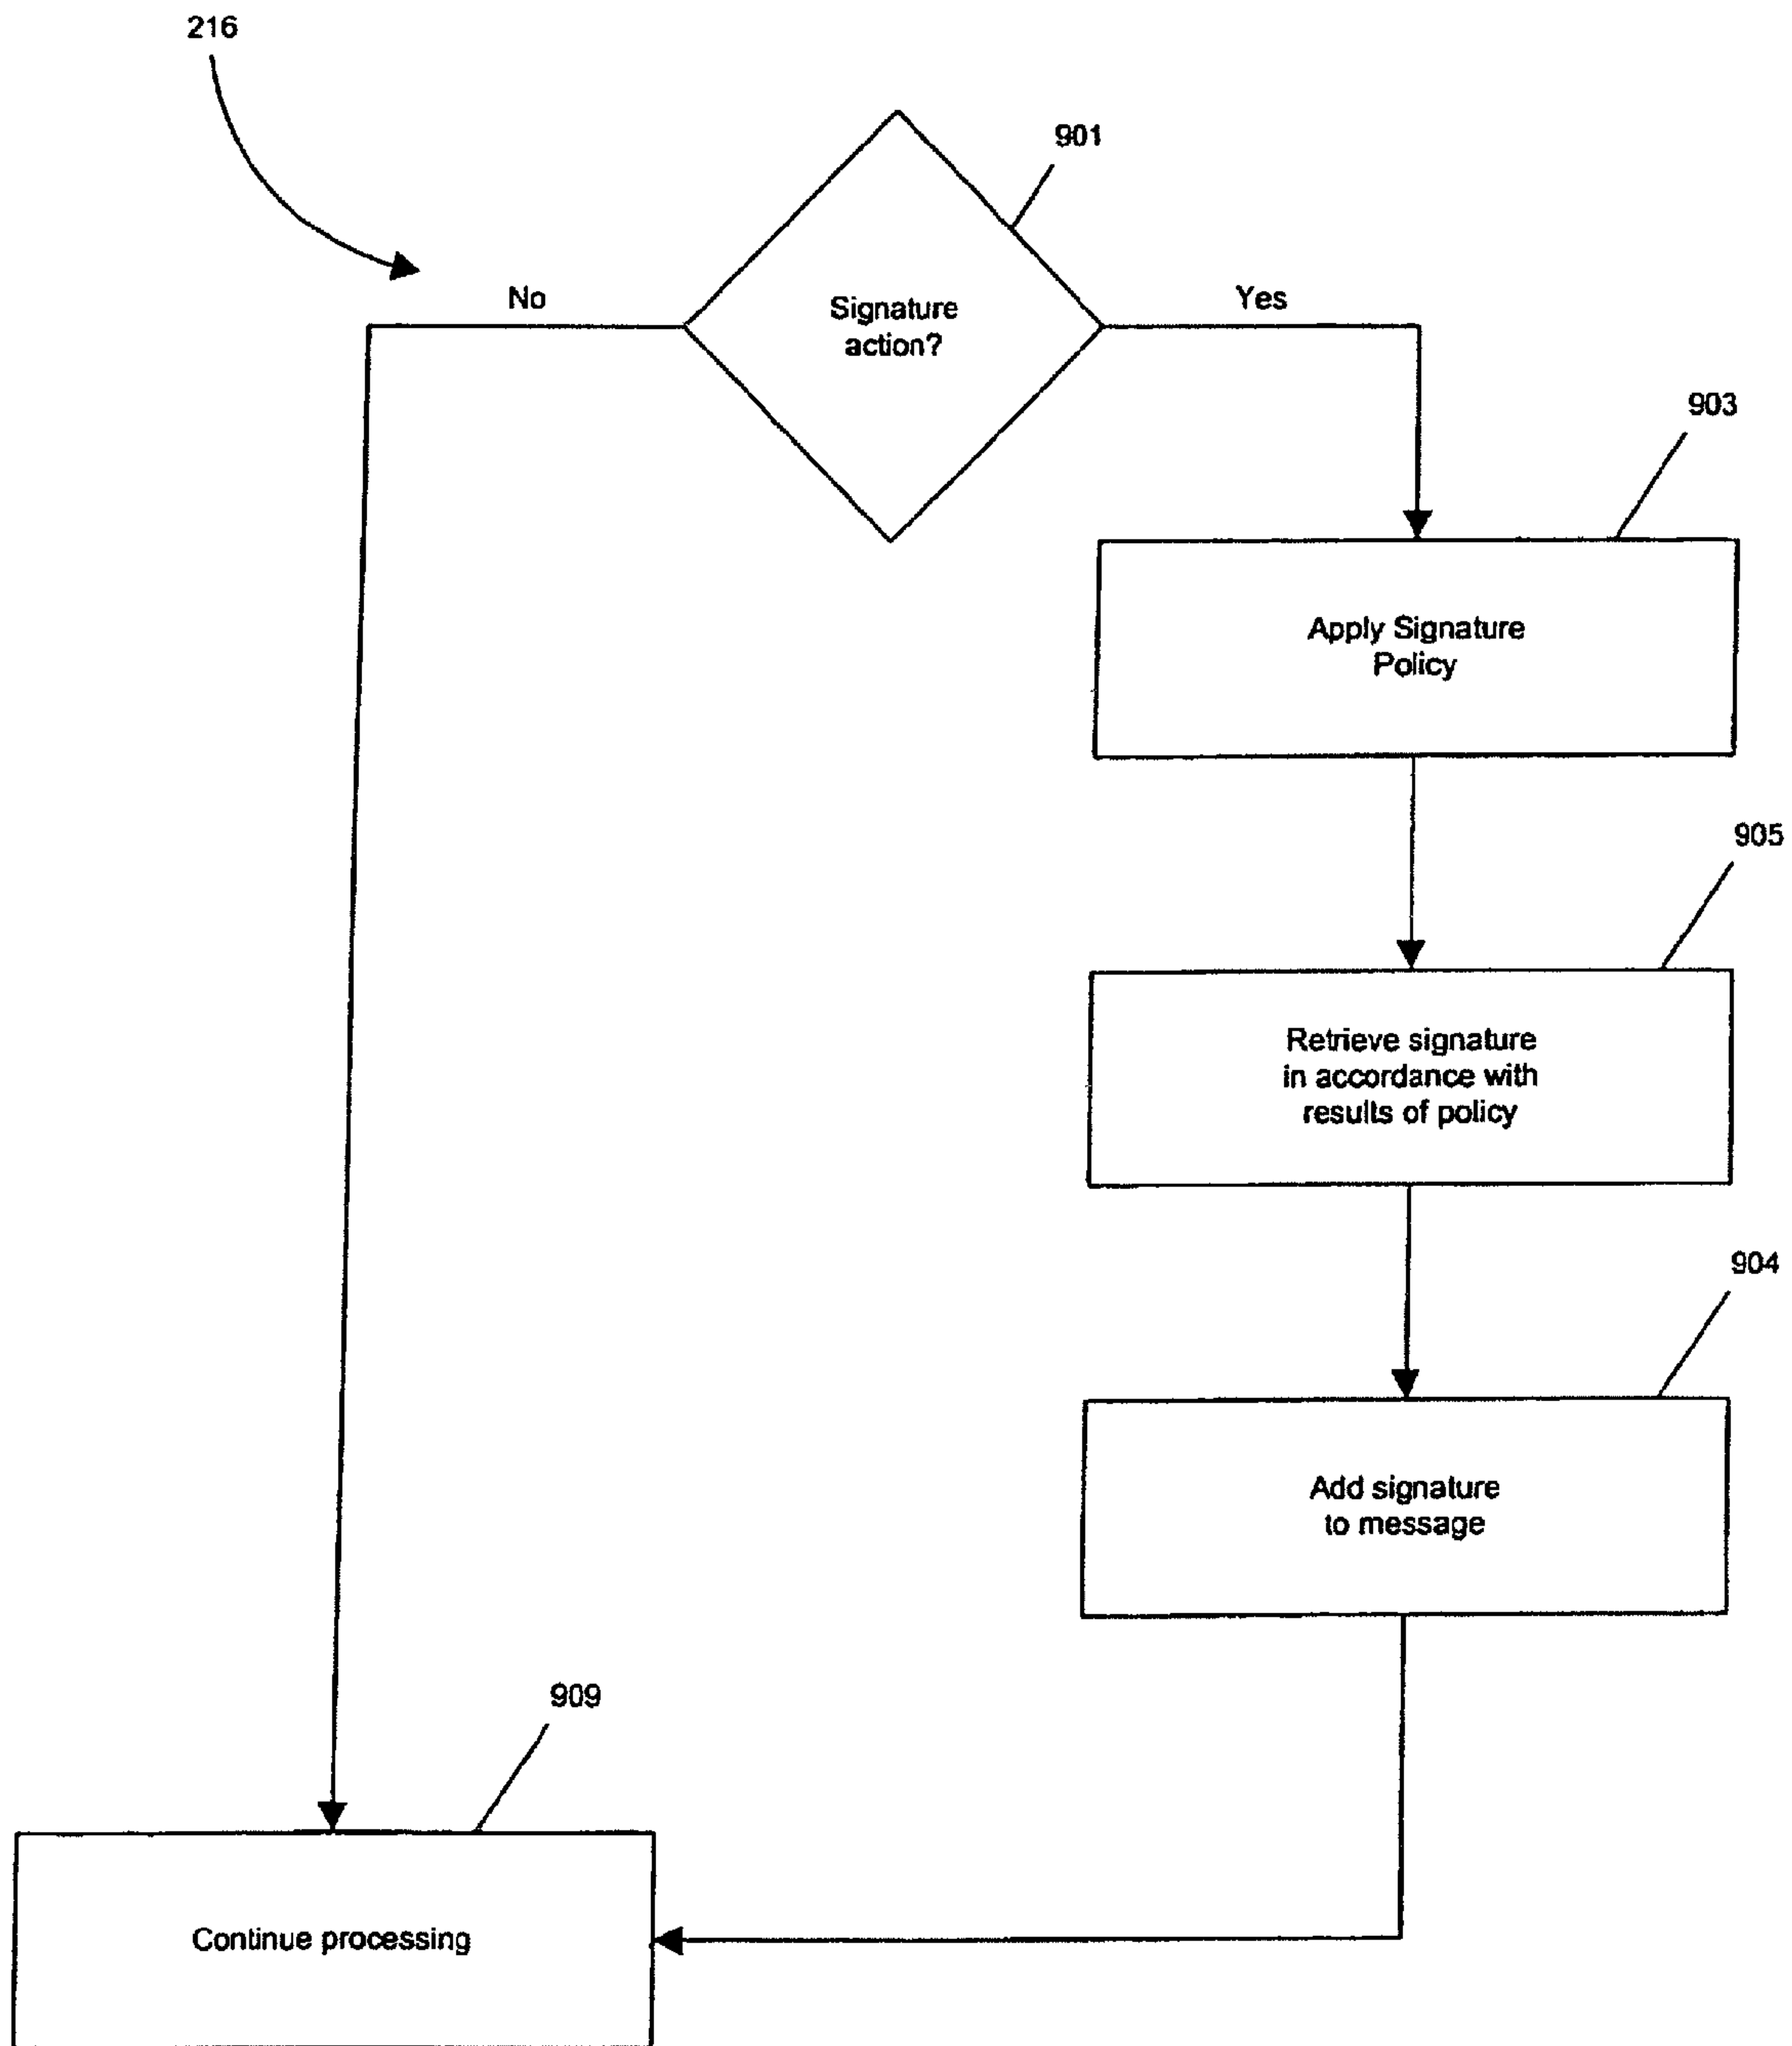 216
901
No
Signature
action?
Yes
903
Apply Signature
Policy
905
Retrieve signature
in accordance with
results of policy
904
Add signature
to message
909
Continue processing